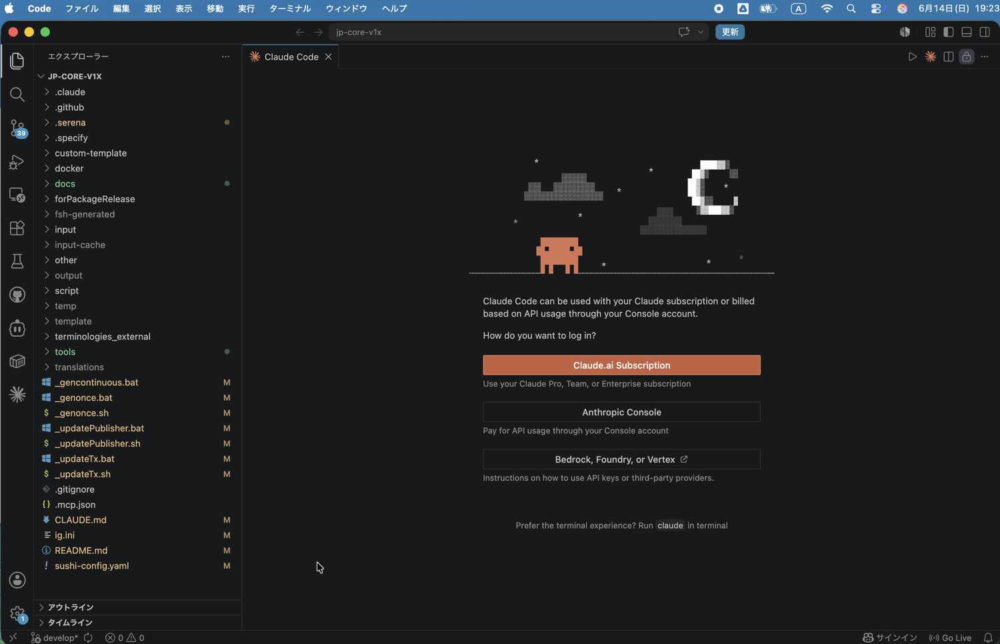 Code ファイル 編集 選択 表示 移動 実行 ターミナル ウィンドウ ヘルプ A 6月14日(日) 19:23
jp-core-v1x 更新
エクスプローラー
Claude Code
JP-CORE-V1X
.claude
.github
.serena
.specify
39
custom-template
docker
docs
forPackageRelease
fsh-generated
input
input-cache
other
output
script
temp
template
terminologies_external
tools
translations
_gencontinuous.bat M
_genonce.bat M
$ _genonce.sh M
_updatePublisher.bat M
$ _updatePublisher.sh M
_updateTx.bat M
$ _updateTx.sh M
.gitignore
{} .mcp.json
CLAUDE.md M
ig.ini M
README.md M
! sushi-config.yaml M
アウトライン
タイムライン
1
Claude Code can be used with your Claude subscription or billed
based on API usage through your Console account.
How do you want to log in?
Claude.ai Subscription
Use your Claude Pro, Team, or Enterprise subscription
Anthropic Console
Pay for API usage through your Console account
Bedrock, Foundry, or Vertex
Instructions on how to use API keys or third-party providers.
Prefer the terminal experience? Run claude in terminal
develop* 0 0 サインイン Go Live